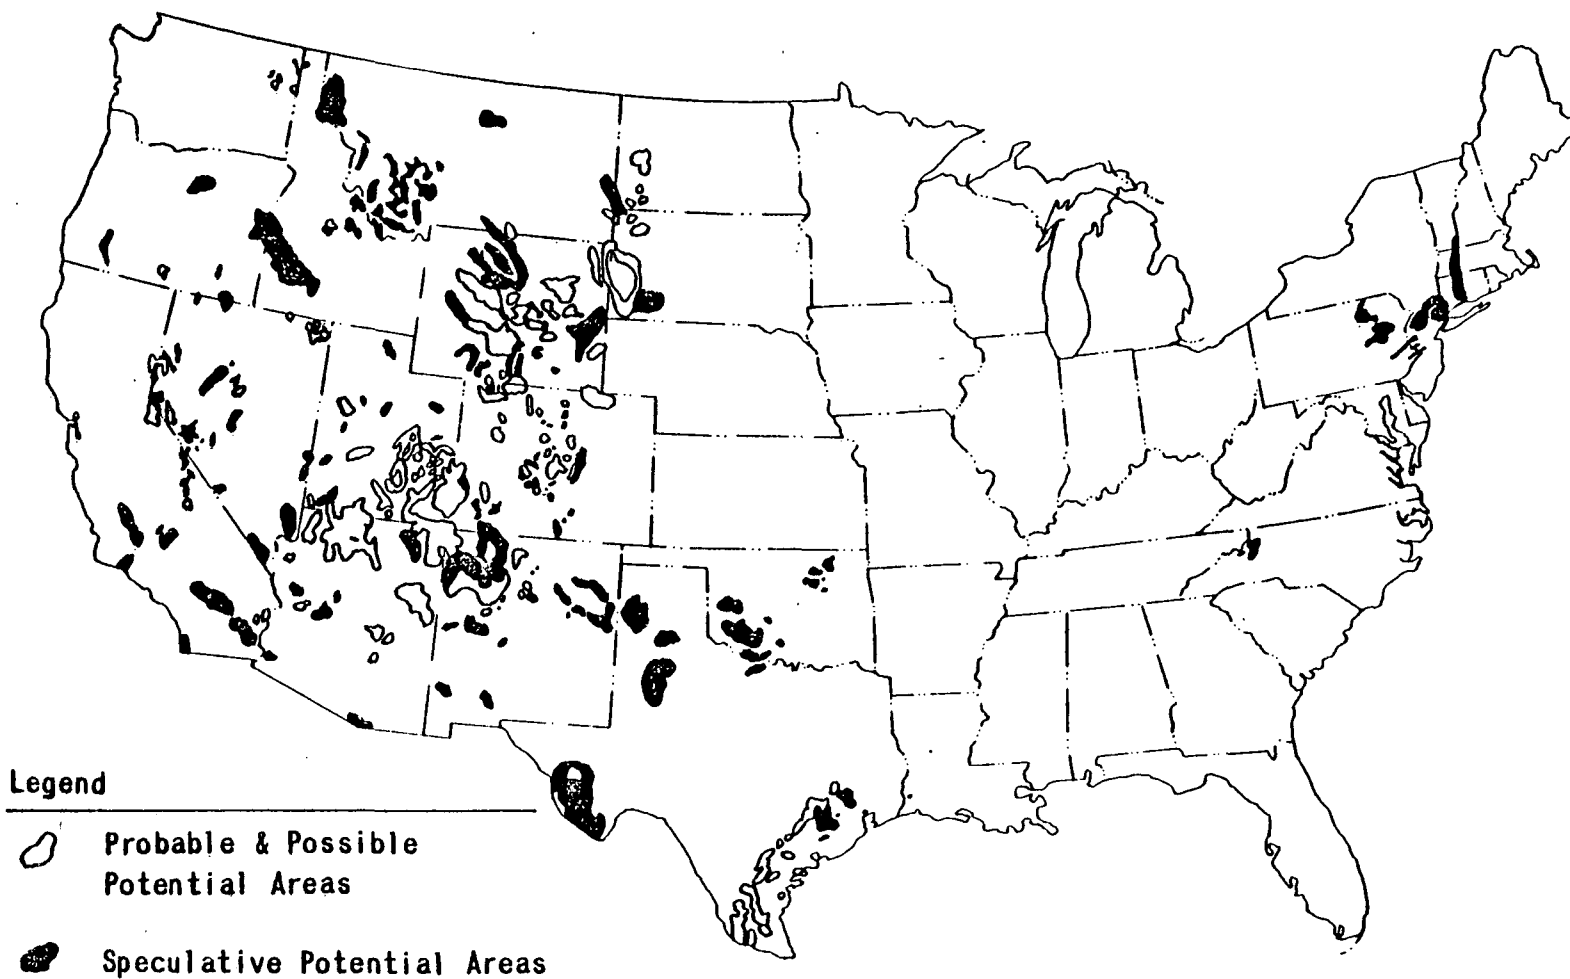 Legend
Probable & Possible
Potential Areas
Speculative Potential Areas